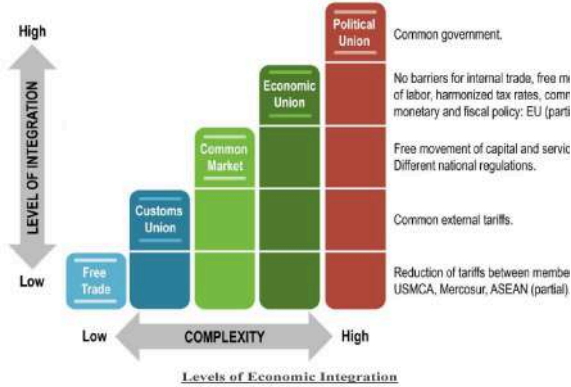 High
LEVEL OF INTEGRATION
Low
Political
Union
Economic
Union
Common
Market
Customs
Union
Free
Trade
Common government.
No barriers for internal trade, free
of labor, harmonized tax rates,
monetary and fiscal policy: EU
Free movement of capital and
Different national regulations.
Common external tariffs.
Reduction of tariffs between
USMCA, Mercosur, ASEAN (partial)
Low
COMPLEXITY
High
Levels of Economic Integration